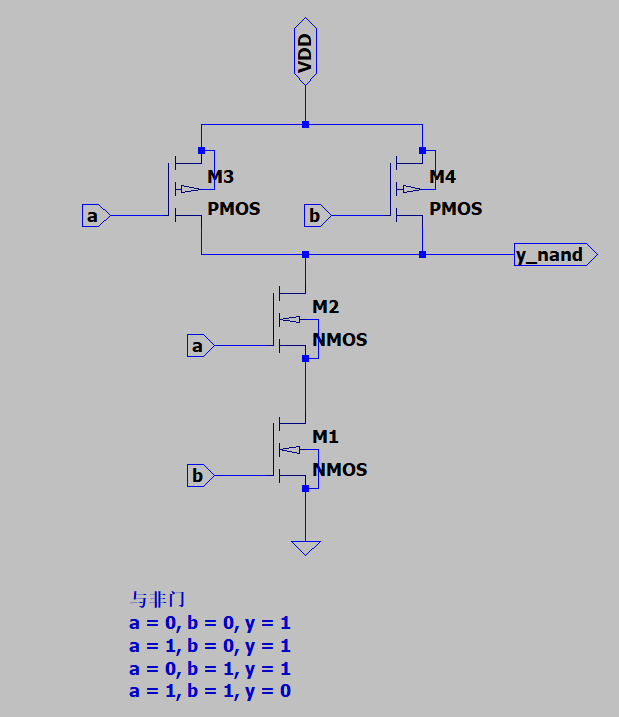 VDD
M3
PMOS
a
M4
PMOS
b
y_nand
M2
NMOS
a
M1
NMOS
b
与非门
a = 0, b = 0, y = 1
a = 1, b = 0, y = 1
a = 0, b = 1, y = 1
a = 1, b = 1, y = 0